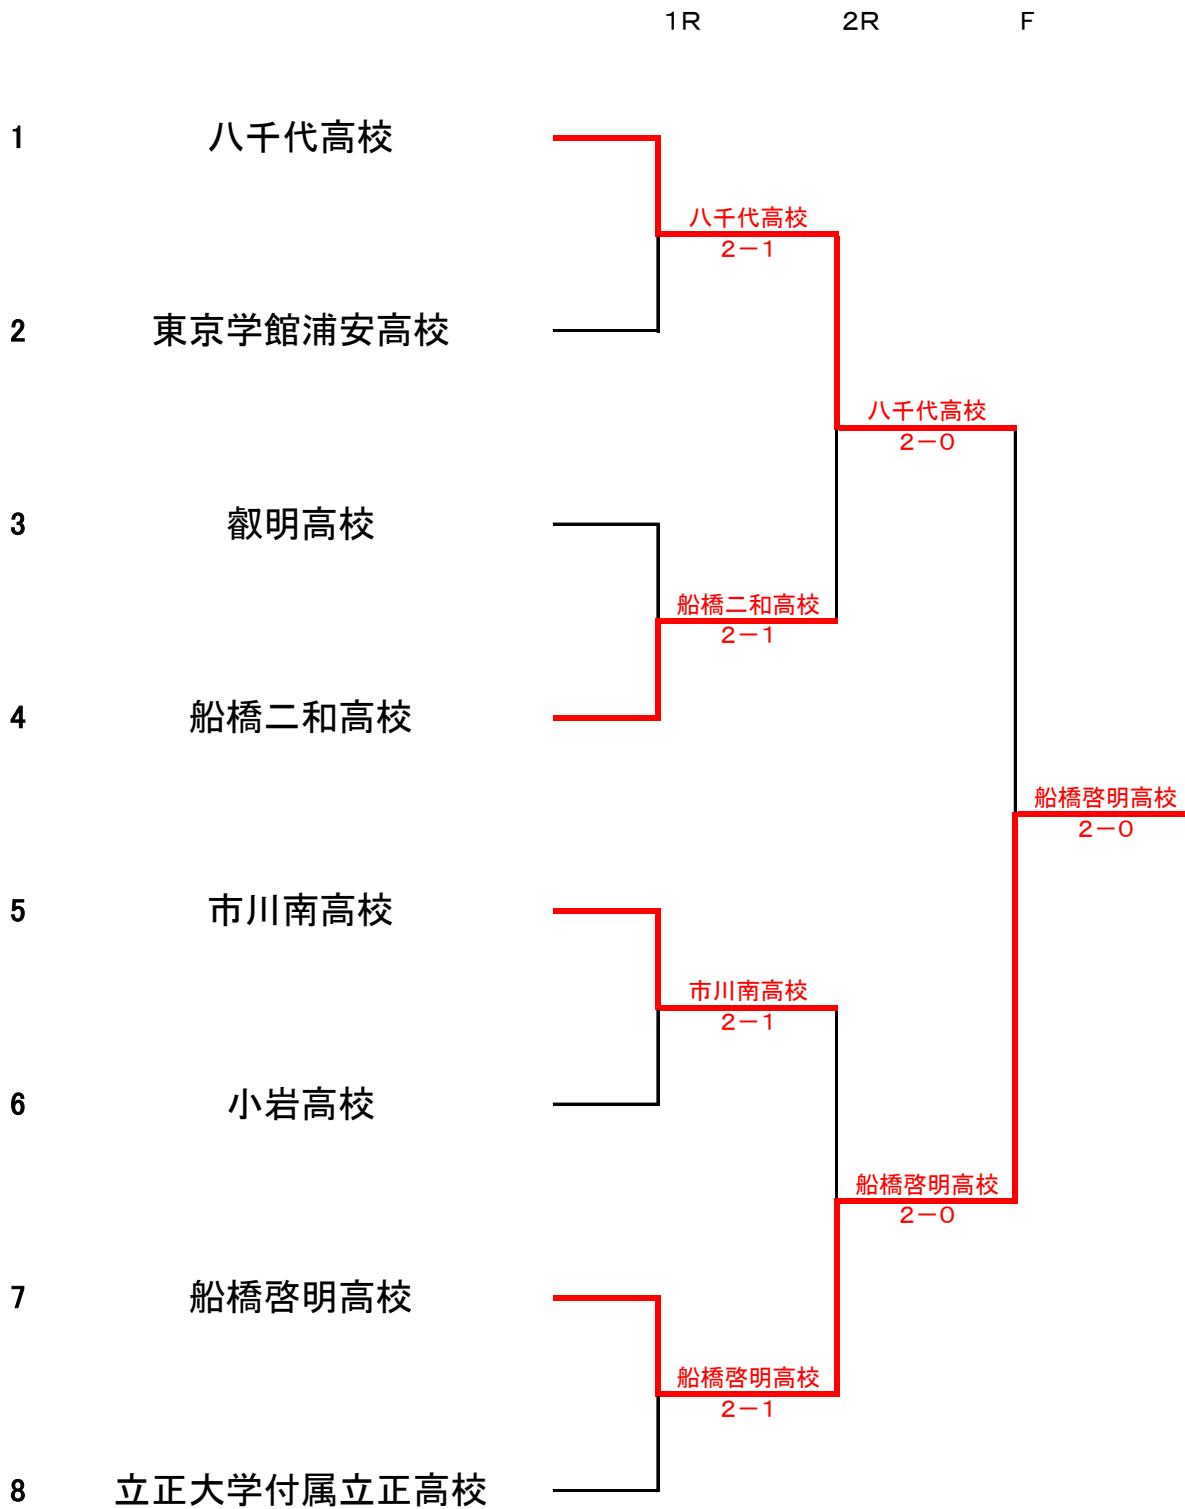 1R 2R F
1 八千代高校
八千代高校
2－1
2 東京学館浦安高校
八千代高校
2－0
3 叡明高校
船橋二和高校
2－1
4 船橋二和高校
船橋啓明高校
2－0
5 市川南高校
市川南高校
2－1
6 小岩高校
船橋啓明高校
2－0
7 船橋啓明高校
船橋啓明高校
2－1
8 立正大学付属立正高校